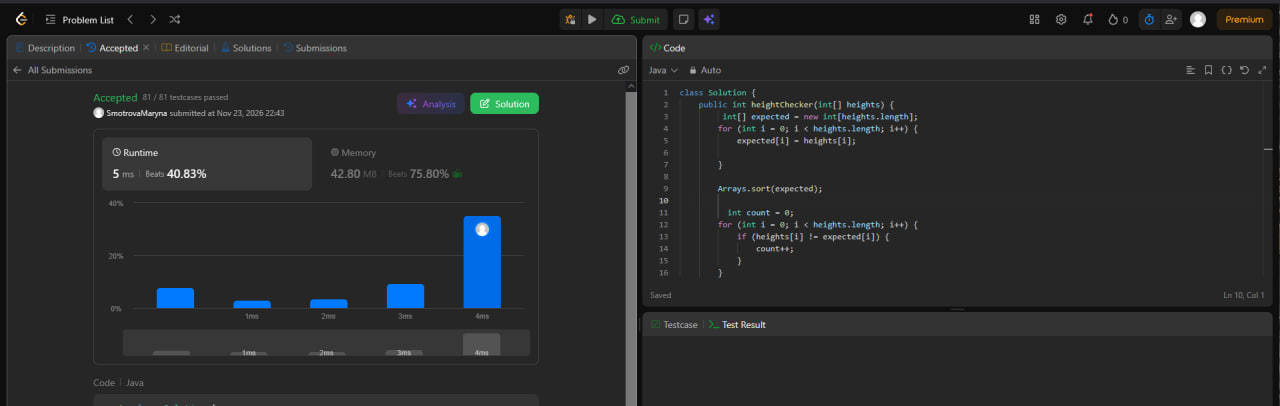 Problem List
Submit
0
Premium
Description
Accepted
Editorial
Solutions
Submissions
All Submissions
Accepted 81 / 81 testcases passed
SmotrovaMaryna submitted at Nov 23, 2026 22:43
Analysis
Solution
Runtime
5 ms | Beats 40.83%
Memory
42.80 MB | Beats 75.80%
40%
20%
0%
1ms 2ms 3ms 4ms
1ms 2ms 3ms 4ms
Code | Java
</> Code
Java
Auto
1 class Solution {
2 public int heightChecker(int[] heights) {
3 int[] expected = new int[heights.length];
4 for (int i = 0; i < heights.length; i++) {
5 expected[i] = heights[i];
6
7 }
8
9 Arrays.sort(expected);
10
11 int count = 0;
12 for (int i = 0; i < heights.length; i++) {
13 if (heights[i] != expected[i]) {
14 count++;
15 }
16 }
Saved
Ln 10, Col 1
Testcase
Test Result